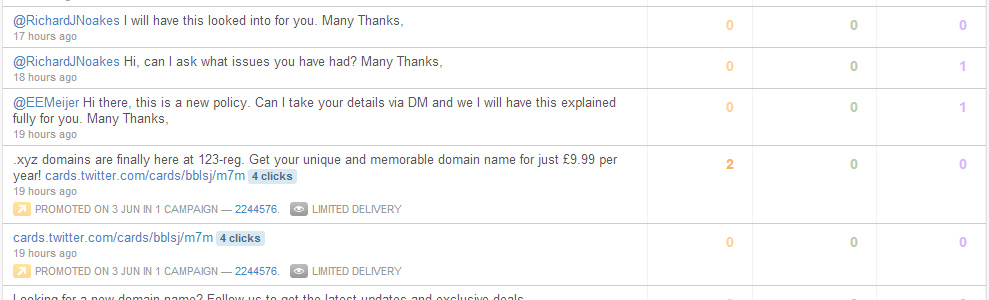 @RichardJNoakes I will have this looked into for you. Many Thanks,
0 0 0
17 hours ago
@RichardJNoakes Hi, can I ask what issues you have had? Many Thanks,
0 0 1
18 hours ago
@EEMeijer Hi there, this is a new policy. Can I take your details via DM and we I will have this explained
0 0 1
fully for you. Many Thanks,
19 hours ago
.xyz domains are finally here at 123-reg. Get your unique and memorable domain name for just £9.99 per
2 0 0
year! cards.twitter.com/cards/bblsj/m7m 4 clicks
19 hours ago
PROMOTED ON 3 JUN IN 1 CAMPAIGN — 2244576. LIMITED DELIVERY
cards.twitter.com/cards/bblsj/m7m 4 clicks
0 0 0
19 hours ago
PROMOTED ON 3 JUN IN 1 CAMPAIGN — 2244576. LIMITED DELIVERY
Looking for a new domain name? Follow us to get the latest updates and exclusive deals